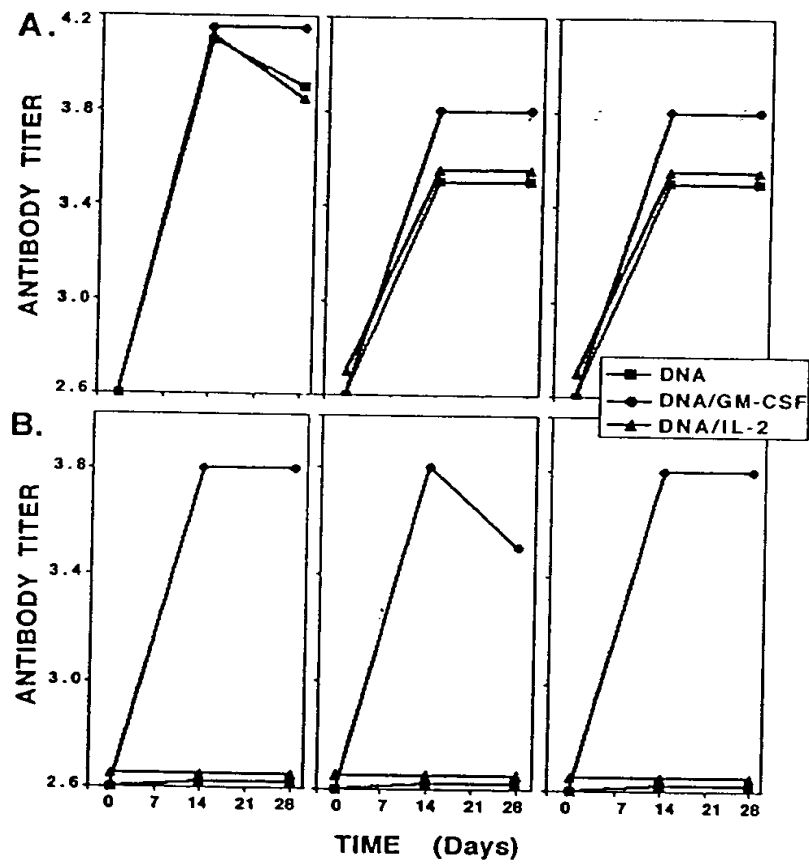 A.
ANTIBODY TITER
4.2
3.8
3.4
3.0
2.6
DNA
DNA/GM-CSF
DNA/IL-2
B.
ANTIBODY TITER
3.8
3.4
3.0
2.6
0 7 14 21 28
0 7 14 21 28
0 7 14 21 28
TIME (Days)